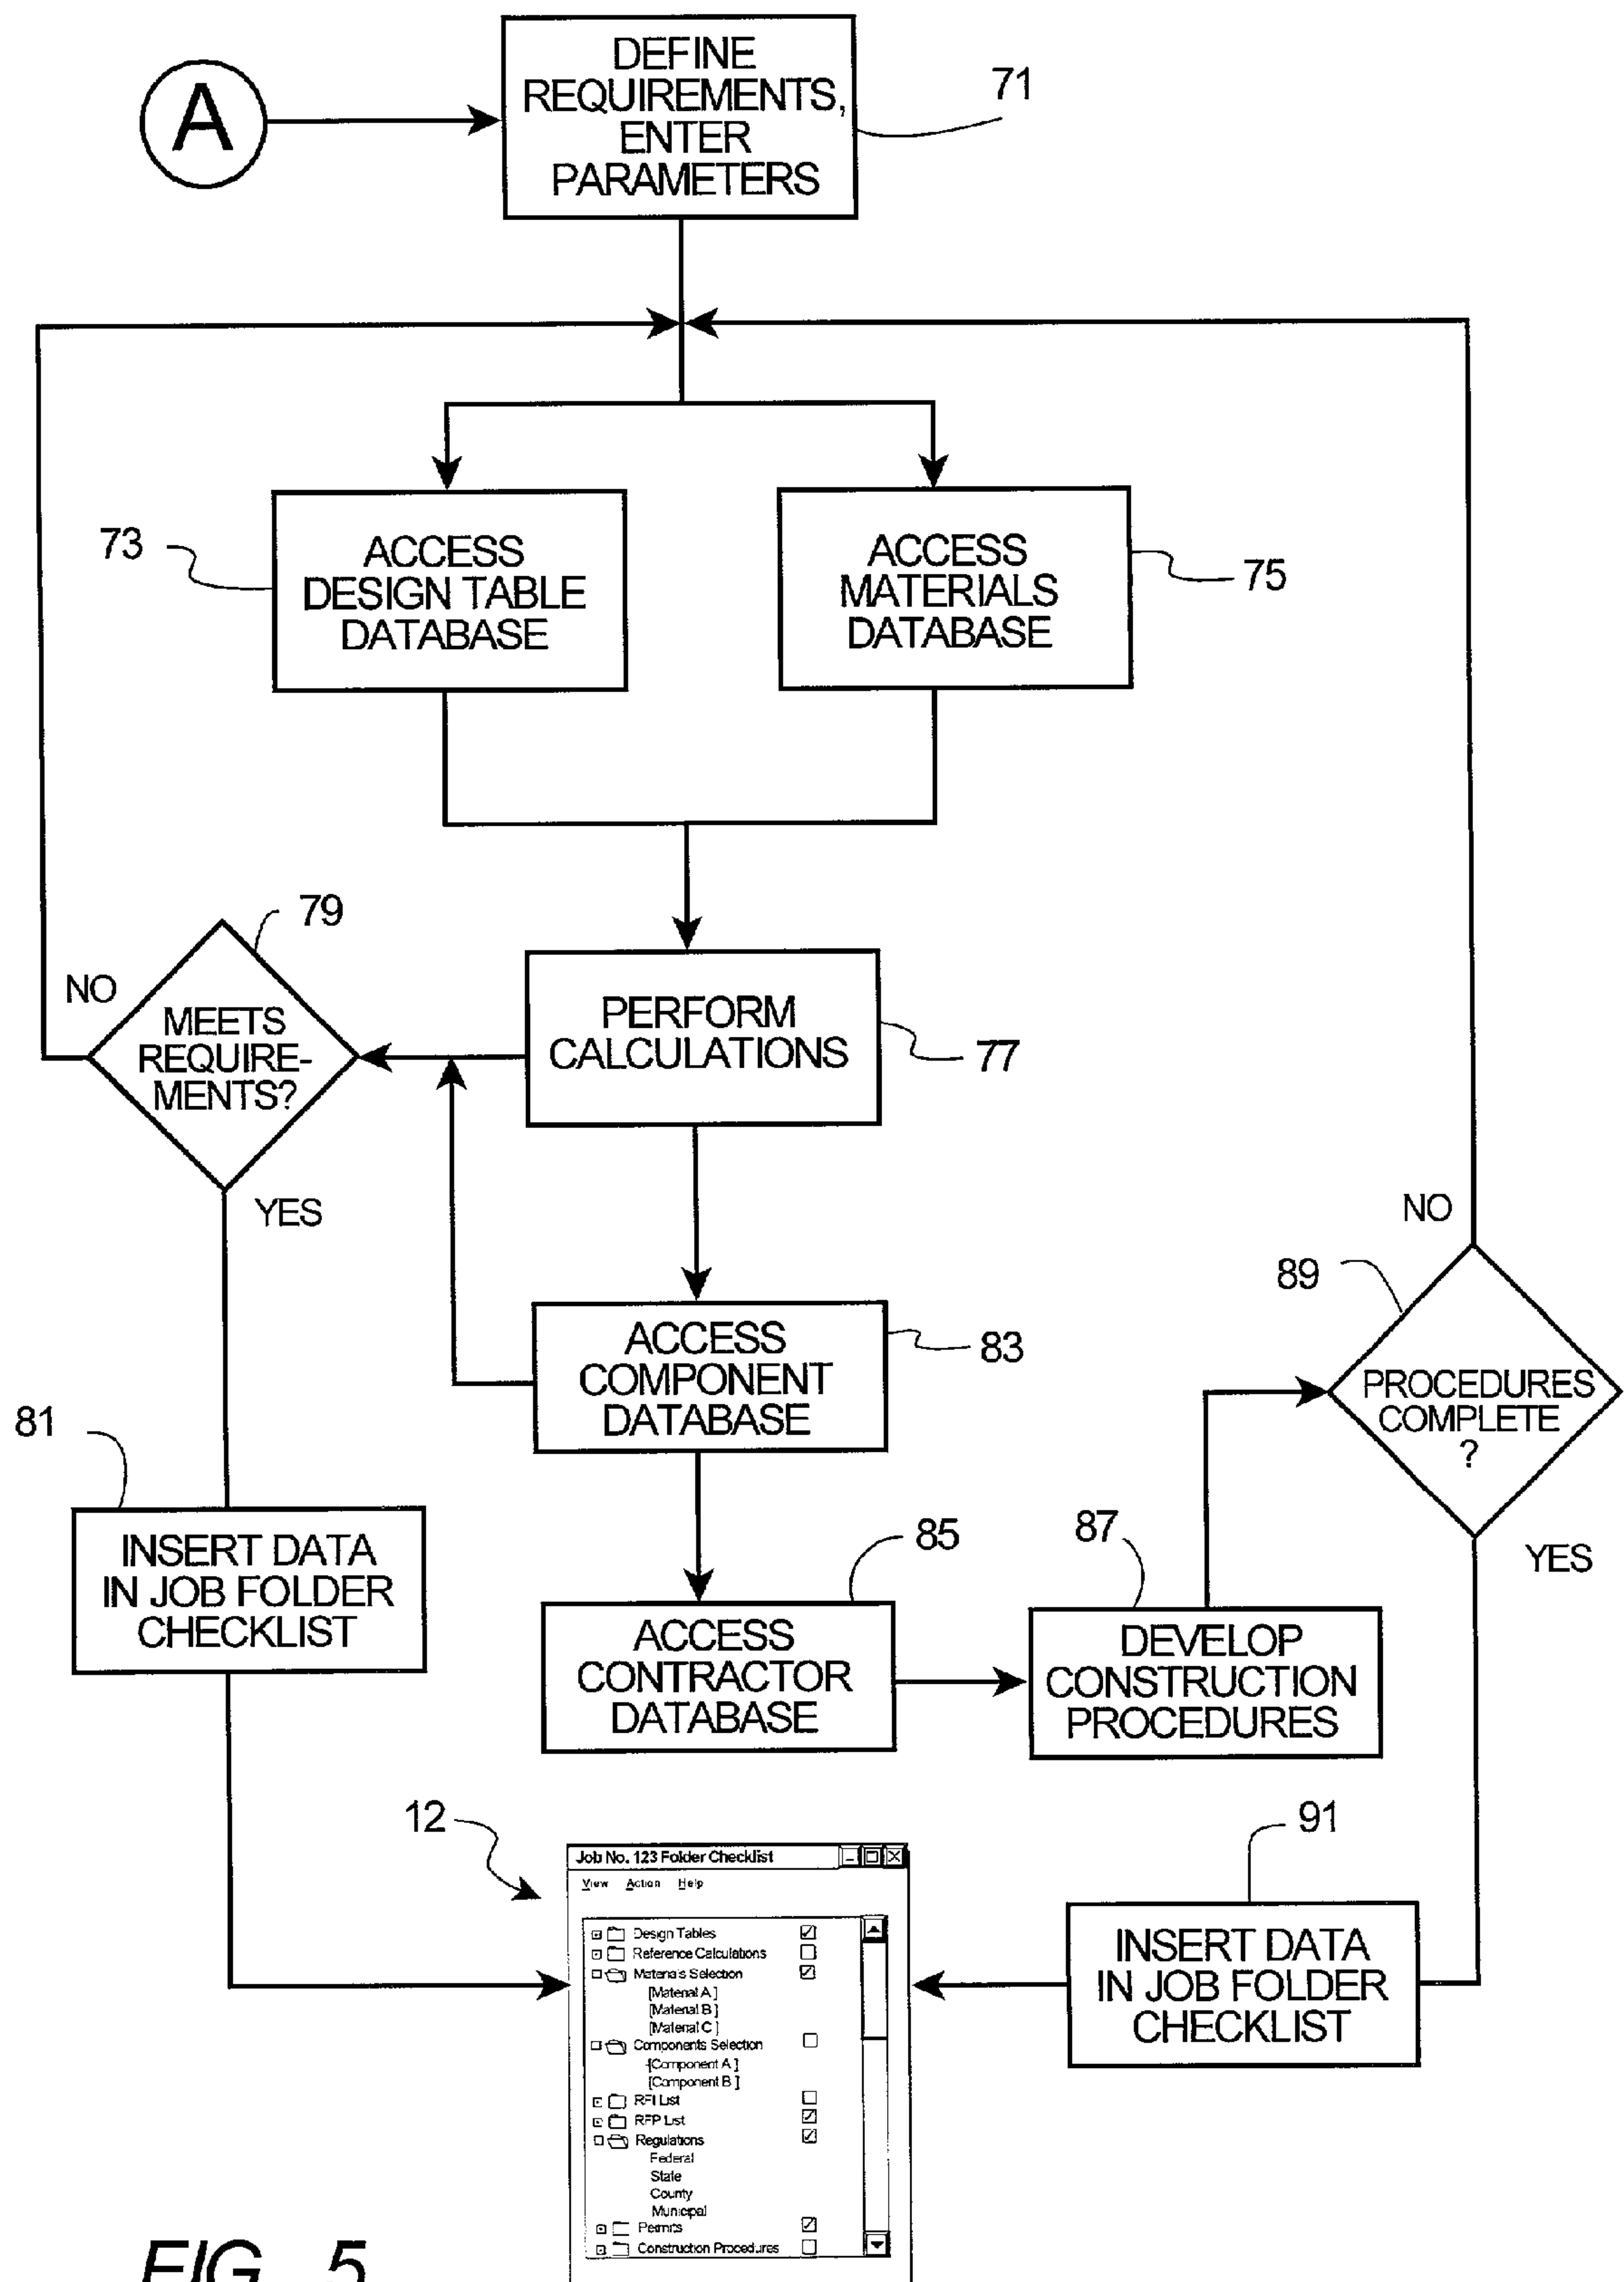 A
DEFINE
REQUIREMENTS,
ENTER
PARAMETERS
71
73
ACCESS
DESIGN TABLE
DATABASE
ACCESS
MATERIALS
DATABASE
75
79
NO
MEETS
REQUIRE-
MENTS?
YES
PERFORM
CALCULATIONS
77
NO
89
PROCEDURES
COMPLETE
?
YES
ACCESS
COMPONENT
DATABASE
83
81
INSERT DATA
IN JOB FOLDER
CHECKLIST
85
ACCESS
CONTRACTOR
DATABASE
87
DEVELOP
CONSTRUCTION
PROCEDURES
12
91
INSERT DATA
IN JOB FOLDER
CHECKLIST
Job No. 123 Folder Checklist
View Action Help
Design Tables
Reference Calculations
Materials Selection
[Material A]
[Material B]
[Material C]
Components Selection
[Component A]
[Component B]
RFI List
RFP List
Regulations
Federal
State
County
Municipal
Permits
Construction Procedures
FIG. 5